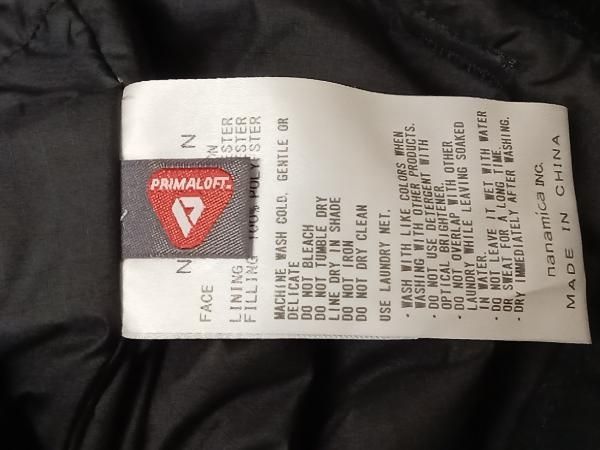 PRIMALOFT
FACE
LINING
FILLING 100% POLYESTER
MACHINE WASH COLD, GENTLE OR
DELICATE
DO NOT BLEACH
DO NOT TUMBLE DRY
LINE DRY IN SHADE
DO NOT IRON
DO NOT DRY CLEAN
USE LAUNDRY NET.
・WASH WITH LIKE COLORS WHEN
WASHING WITH OTHER PRODUCTS.
・DO NOT USE DETERGENT WITH
OPTICAL BRIGHTENER.
・DO NOT OVERLAP WITH OTHER
LAUNDRY WHILE LEAVING SOAKED
IN WATER.
・DO NOT LEAVE AT WET WITH WATER
OR SWEAT FOR A LONG TIME.
・DRY IMMEDIATELY AFTER WASHING.
nanamica INC.
MADE IN CHINA